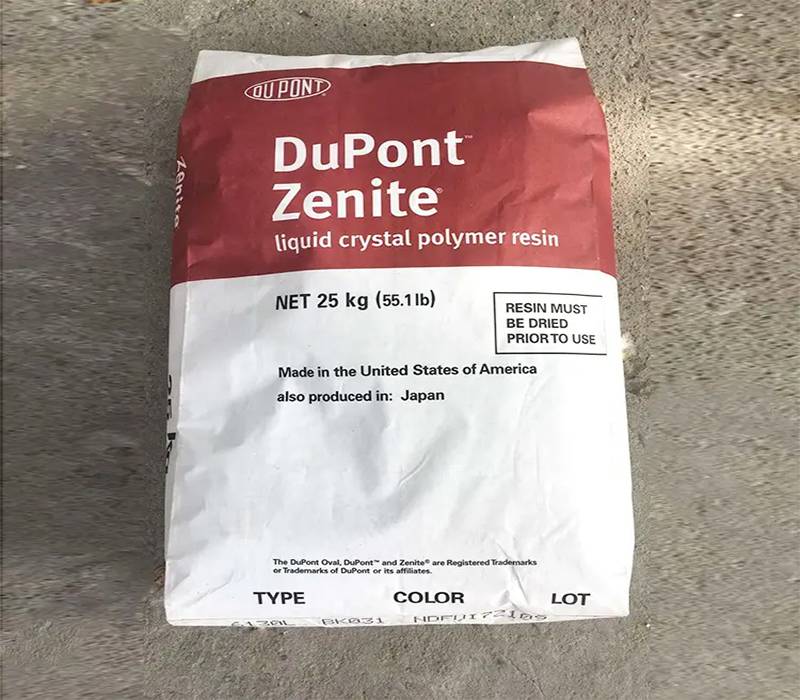 DU PONT
DuPont™
Zenite®
liquid crystal polymer resin
Zenite
NET 25 kg (55.1 lb)
RESIN MUST
BE DRIED
PRIOR TO USE
Made in the United States of America
also produced in: Japan
The DuPont Oval, DuPont™ and Zenite® are Registered Trademarks
or Trademarks of DuPont or its affiliates.
TYPE COLOR LOT
6130L BK031